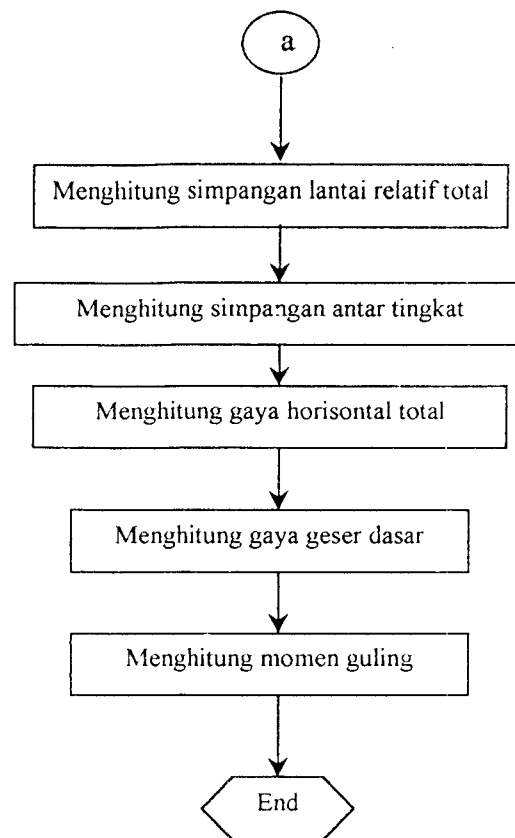 a
Menghitung simpangan lantai relatif total
Menghitung simpangan antar tingkat
Menghitung gaya horisontal total
Menghitung gaya geser dasar
Menghitung momen guling
End